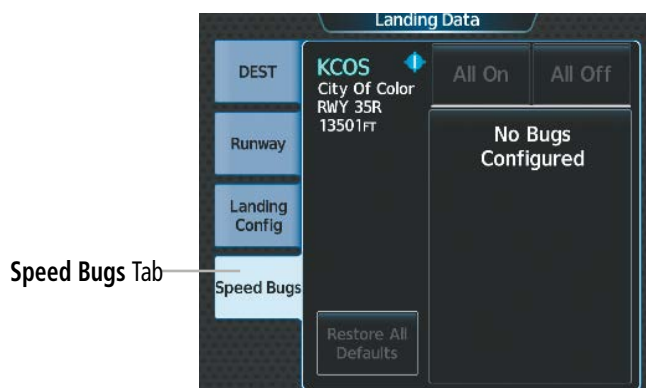 Landing Data
DEST
KCOS
City Of Color
RWY 35R
13501FT
All On
All Off
Runway
No Bugs
Configured
Landing
Config
Speed Bugs Tab
Speed Bugs
Restore All
Defaults